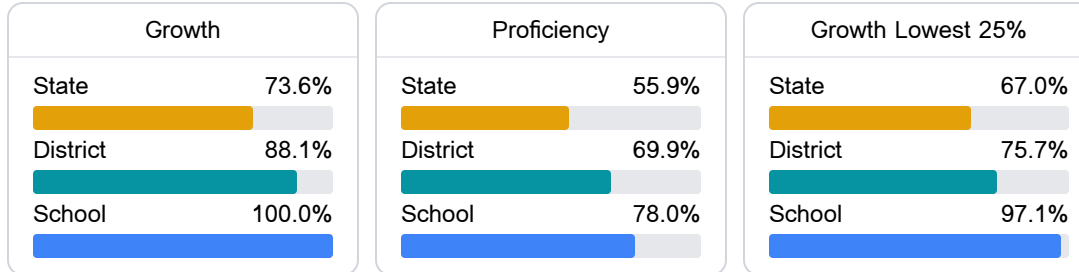 Growth
State 73.6%
District 88.1%
School 100.0%
Proficiency
State 55.9%
District 69.9%
School 78.0%
Growth Lowest 25%
State 67.0%
District 75.7%
School 97.1%